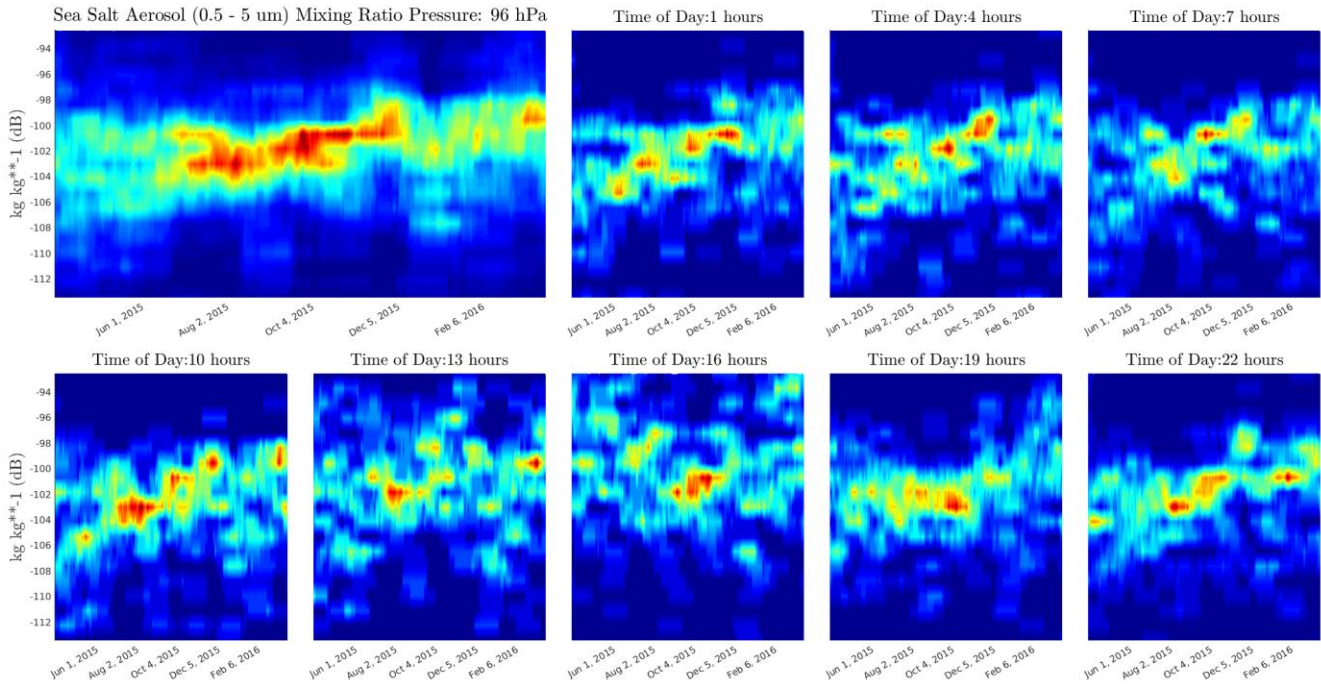 Sea Salt Aerosol (0.5 - 5 um) Mixing Ratio Pressure: 96 hPa
Time of Day:1 hours
Time of Day:4 hours
Time of Day:7 hours
kg kg**-1 (dB)
-94
-96
-98
-100
-102
-104
-106
-108
-110
-112
Jun 1, 2015
Aug 2, 2015
Oct 4, 2015
Dec 5, 2015
Feb 6, 2016
Jun 1, 2015
Aug 2, 2015
Oct 4, 2015
Dec 5, 2015
Feb 6, 2016
Jun 1, 2015
Aug 2, 2015
Oct 4, 2015
Dec 5, 2015
Feb 6, 2016
Jun 1, 2015
Aug 2, 2015
Oct 4, 2015
Dec 5, 2015
Feb 6, 2016
Time of Day:10 hours
Time of Day:13 hours
Time of Day:16 hours
Time of Day:19 hours
Time of Day:22 hours
kg kg**-1 (dB)
-94
-96
-98
-100
-102
-104
-106
-108
-110
-112
Jun 1, 2015
Aug 2, 2015
Oct 4, 2015
Dec 5, 2015
Feb 6, 2016
Jun 1, 2015
Aug 2, 2015
Oct 4, 2015
Dec 5, 2015
Feb 6, 2016
Jun 1, 2015
Aug 2, 2015
Oct 4, 2015
Dec 5, 2015
Feb 6, 2016
Jun 1, 2015
Aug 2, 2015
Oct 4, 2015
Dec 5, 2015
Feb 6, 2016
Jun 1, 2015
Aug 2, 2015
Oct 4, 2015
Dec 5, 2015
Feb 6, 2016